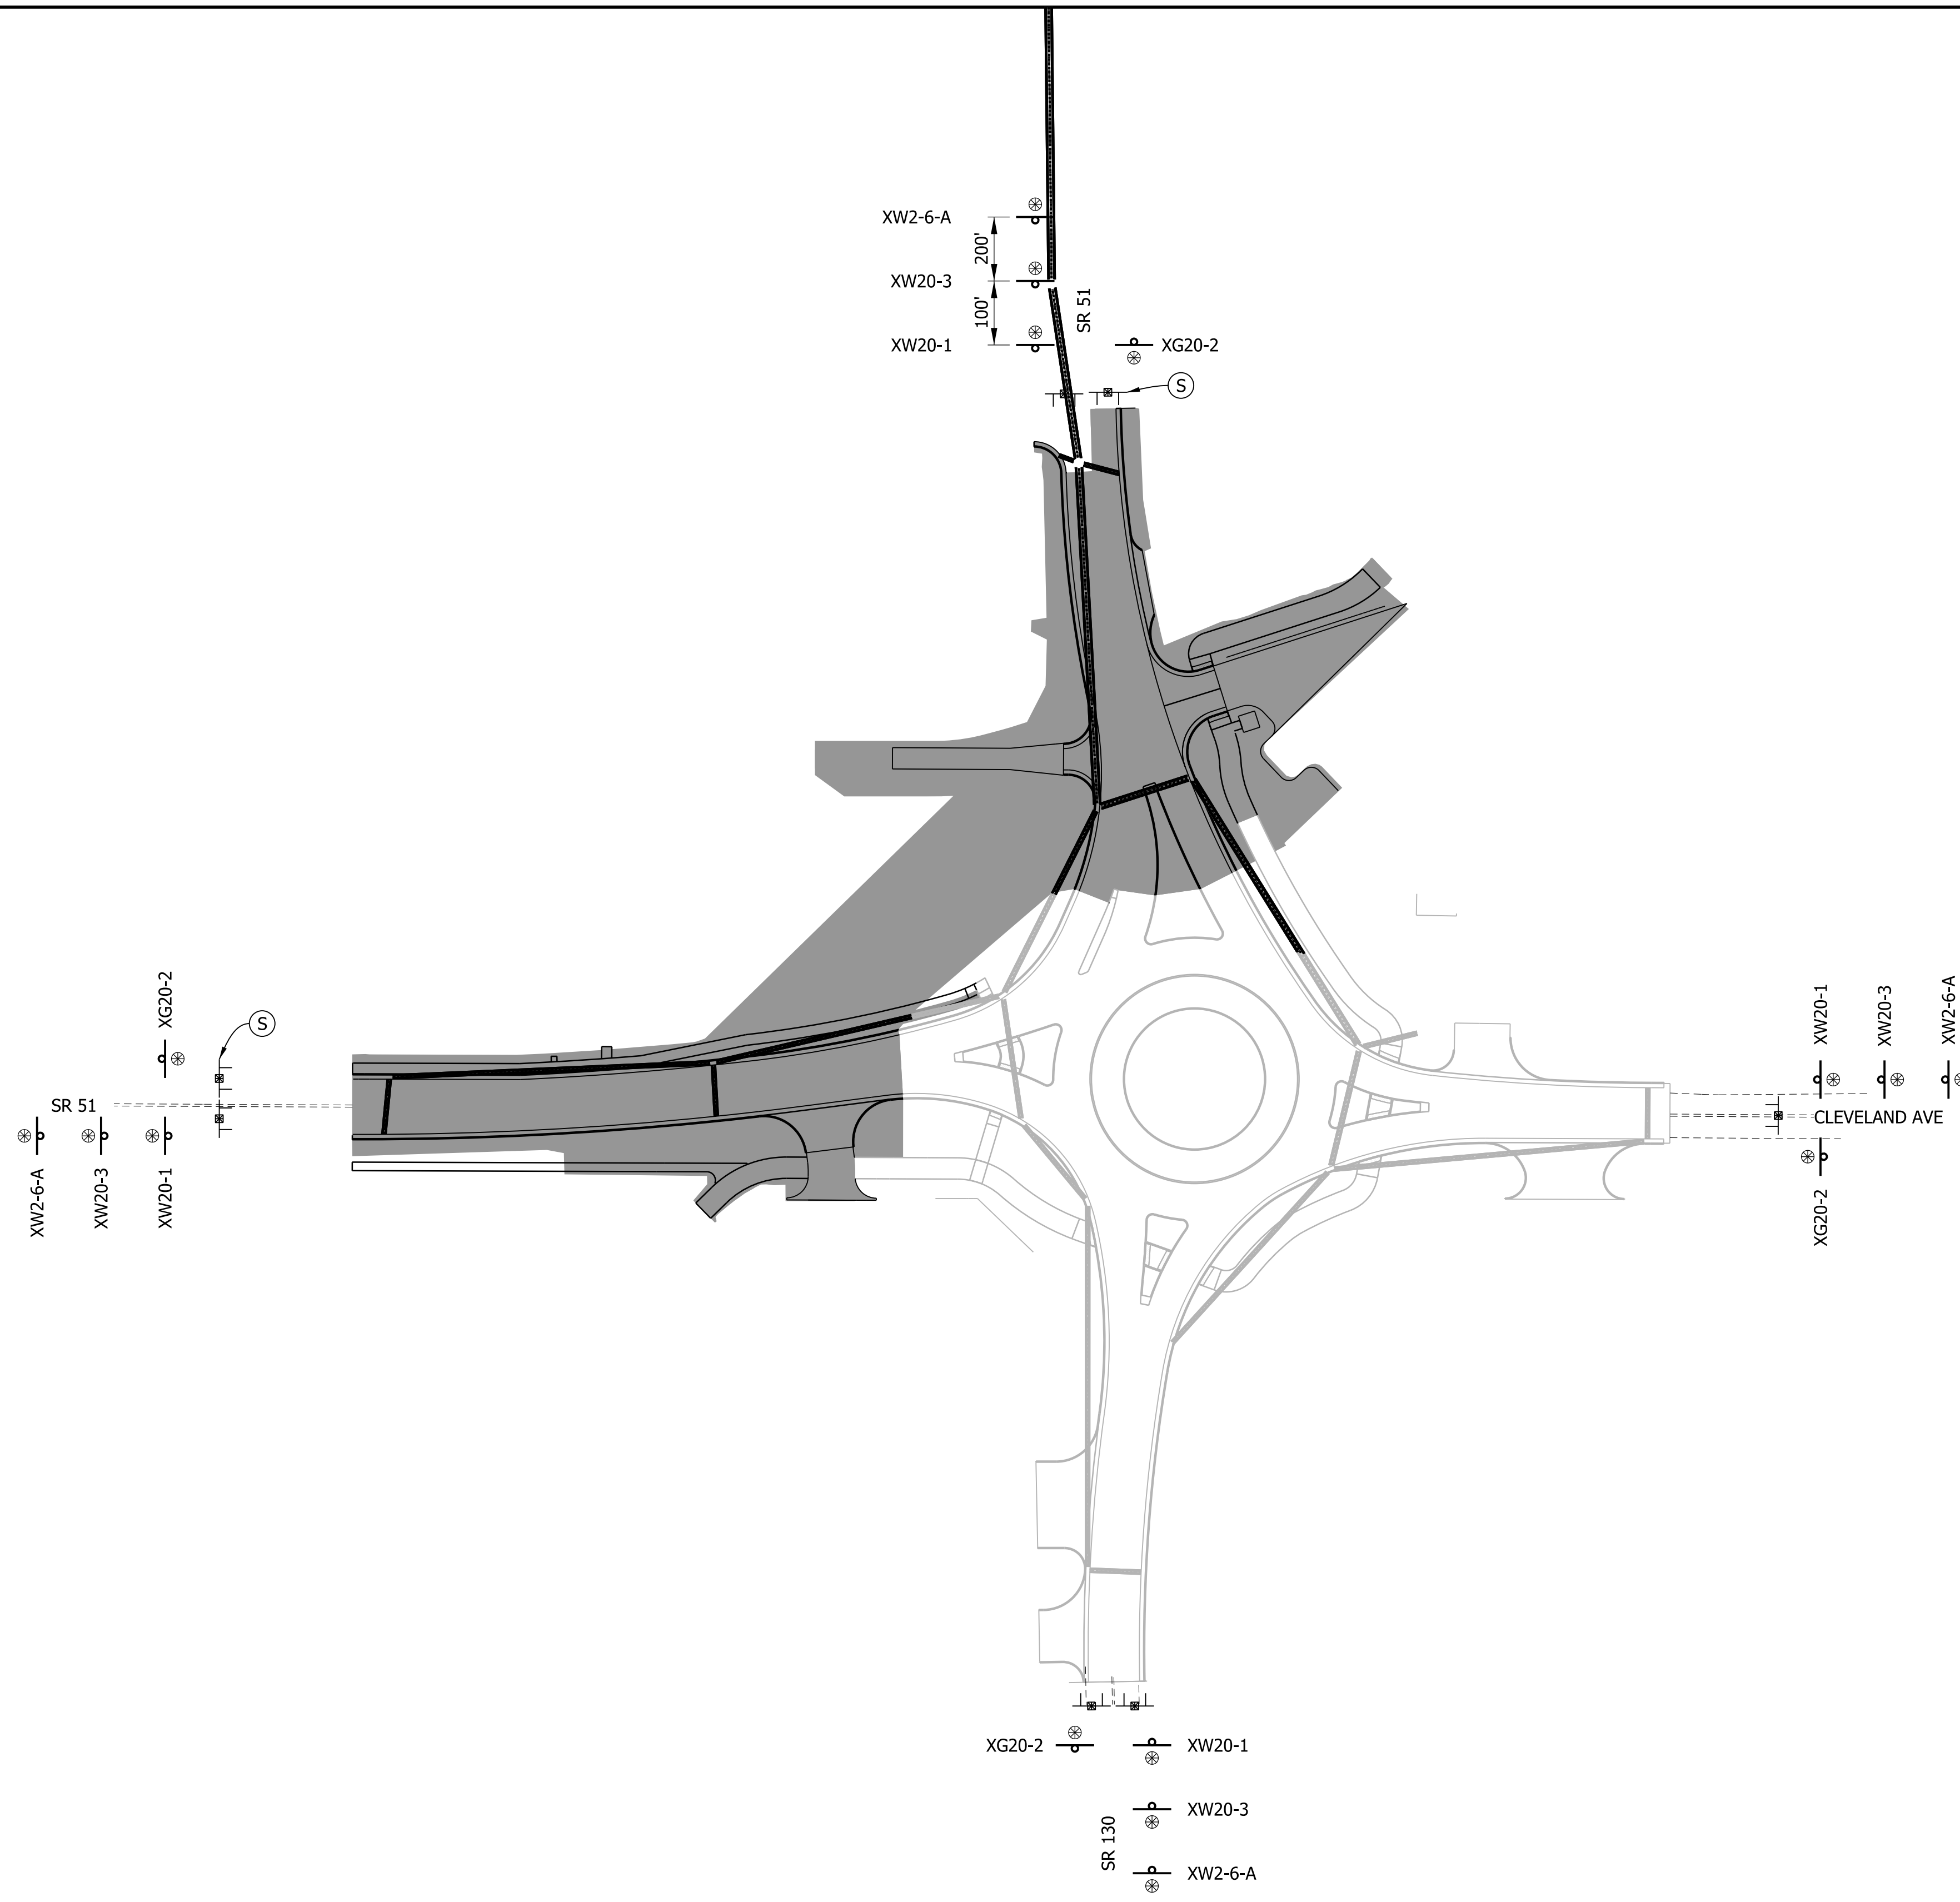 XW2-6-A
200'
XW20-3
100'
SR 51
XW20-1
XG20-2
S
XG20-2
S
SR 51
XW2-6-A
XW20-3
XW20-1
XW20-1
XW20-3
XW2-6-A
CLEVELAND AVE
XG20-2
XG20-2
XW20-1
XW20-3
SR 130
XW2-6-A